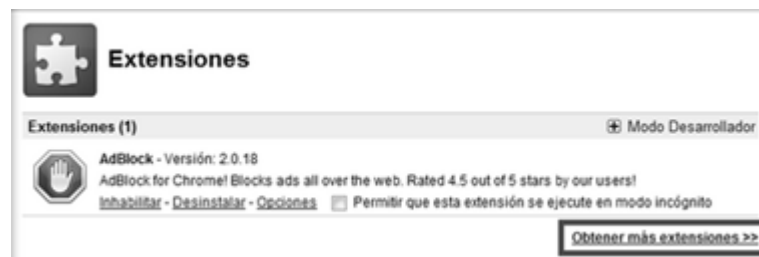 Extensiones
Extensiones (1)
Modo Desarrollador
AdBlock - Versión: 2.0.18
AdBlock for Chrome! Blocks ads all over the web. Rated 4.5 out of 5 stars by our users!
Inhabilitar - Desinstalar - Opciones Permitir que esta extensión se ejecute en modo incógnito
Obtener más extensiones >>